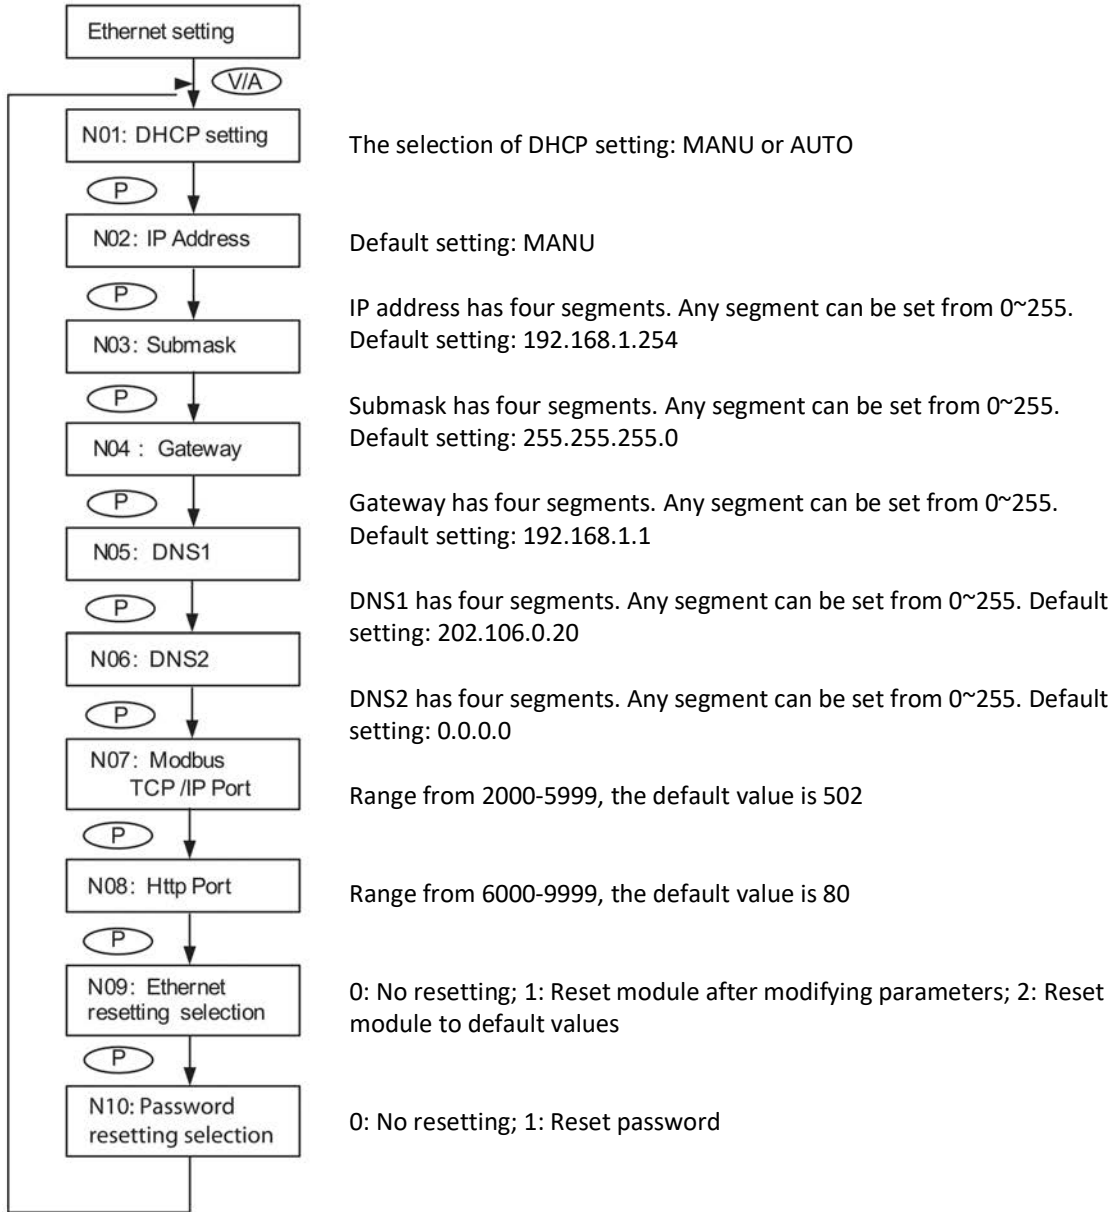 Ethernet setting
V/A
N01: DHCP setting
The selection of DHCP setting: MANU or AUTO
P
N02: IP Address
Default setting: MANU
P
IP address has four segments. Any segment can be set from 0~255.
Default setting: 192.168.1.254
N03: Submask
P
Submask has four segments. Any segment can be set from 0~255.
Default setting: 255.255.255.0
N04 : Gateway
P
Gateway has four segments. Any segment can be set from 0~255.
Default setting: 192.168.1.1
N05: DNS1
P
DNS1 has four segments. Any segment can be set from 0~255. Default
setting: 202.106.0.20
N06: DNS2
P
DNS2 has four segments. Any segment can be set from 0~255. Default
setting: 0.0.0.0
N07: Modbus
TCP /IP Port
Range from 2000-5999, the default value is 502
P
N08: Http Port
Range from 6000-9999, the default value is 80
P
N09: Ethernet
resetting selection
0: No resetting; 1: Reset module after modifying parameters; 2: Reset
module to default values
P
N10: Password
resetting selection
0: No resetting; 1: Reset password